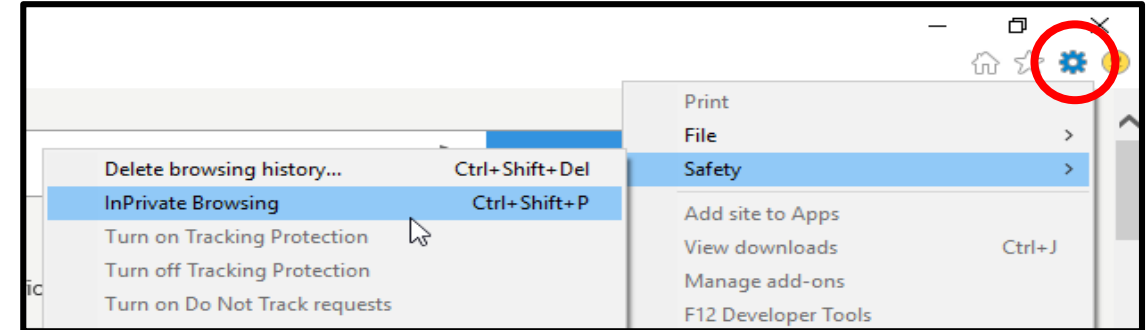 Print
File
Safety
Add site to Apps
View downloads Ctrl+J
Manage add-ons
F12 Developer Tools
Delete browsing history... Ctrl+Shift+Del
InPrivate Browsing Ctrl+Shift+P
Turn on Tracking Protection
Turn off Tracking Protection
Turn on Do Not Track requests
ic